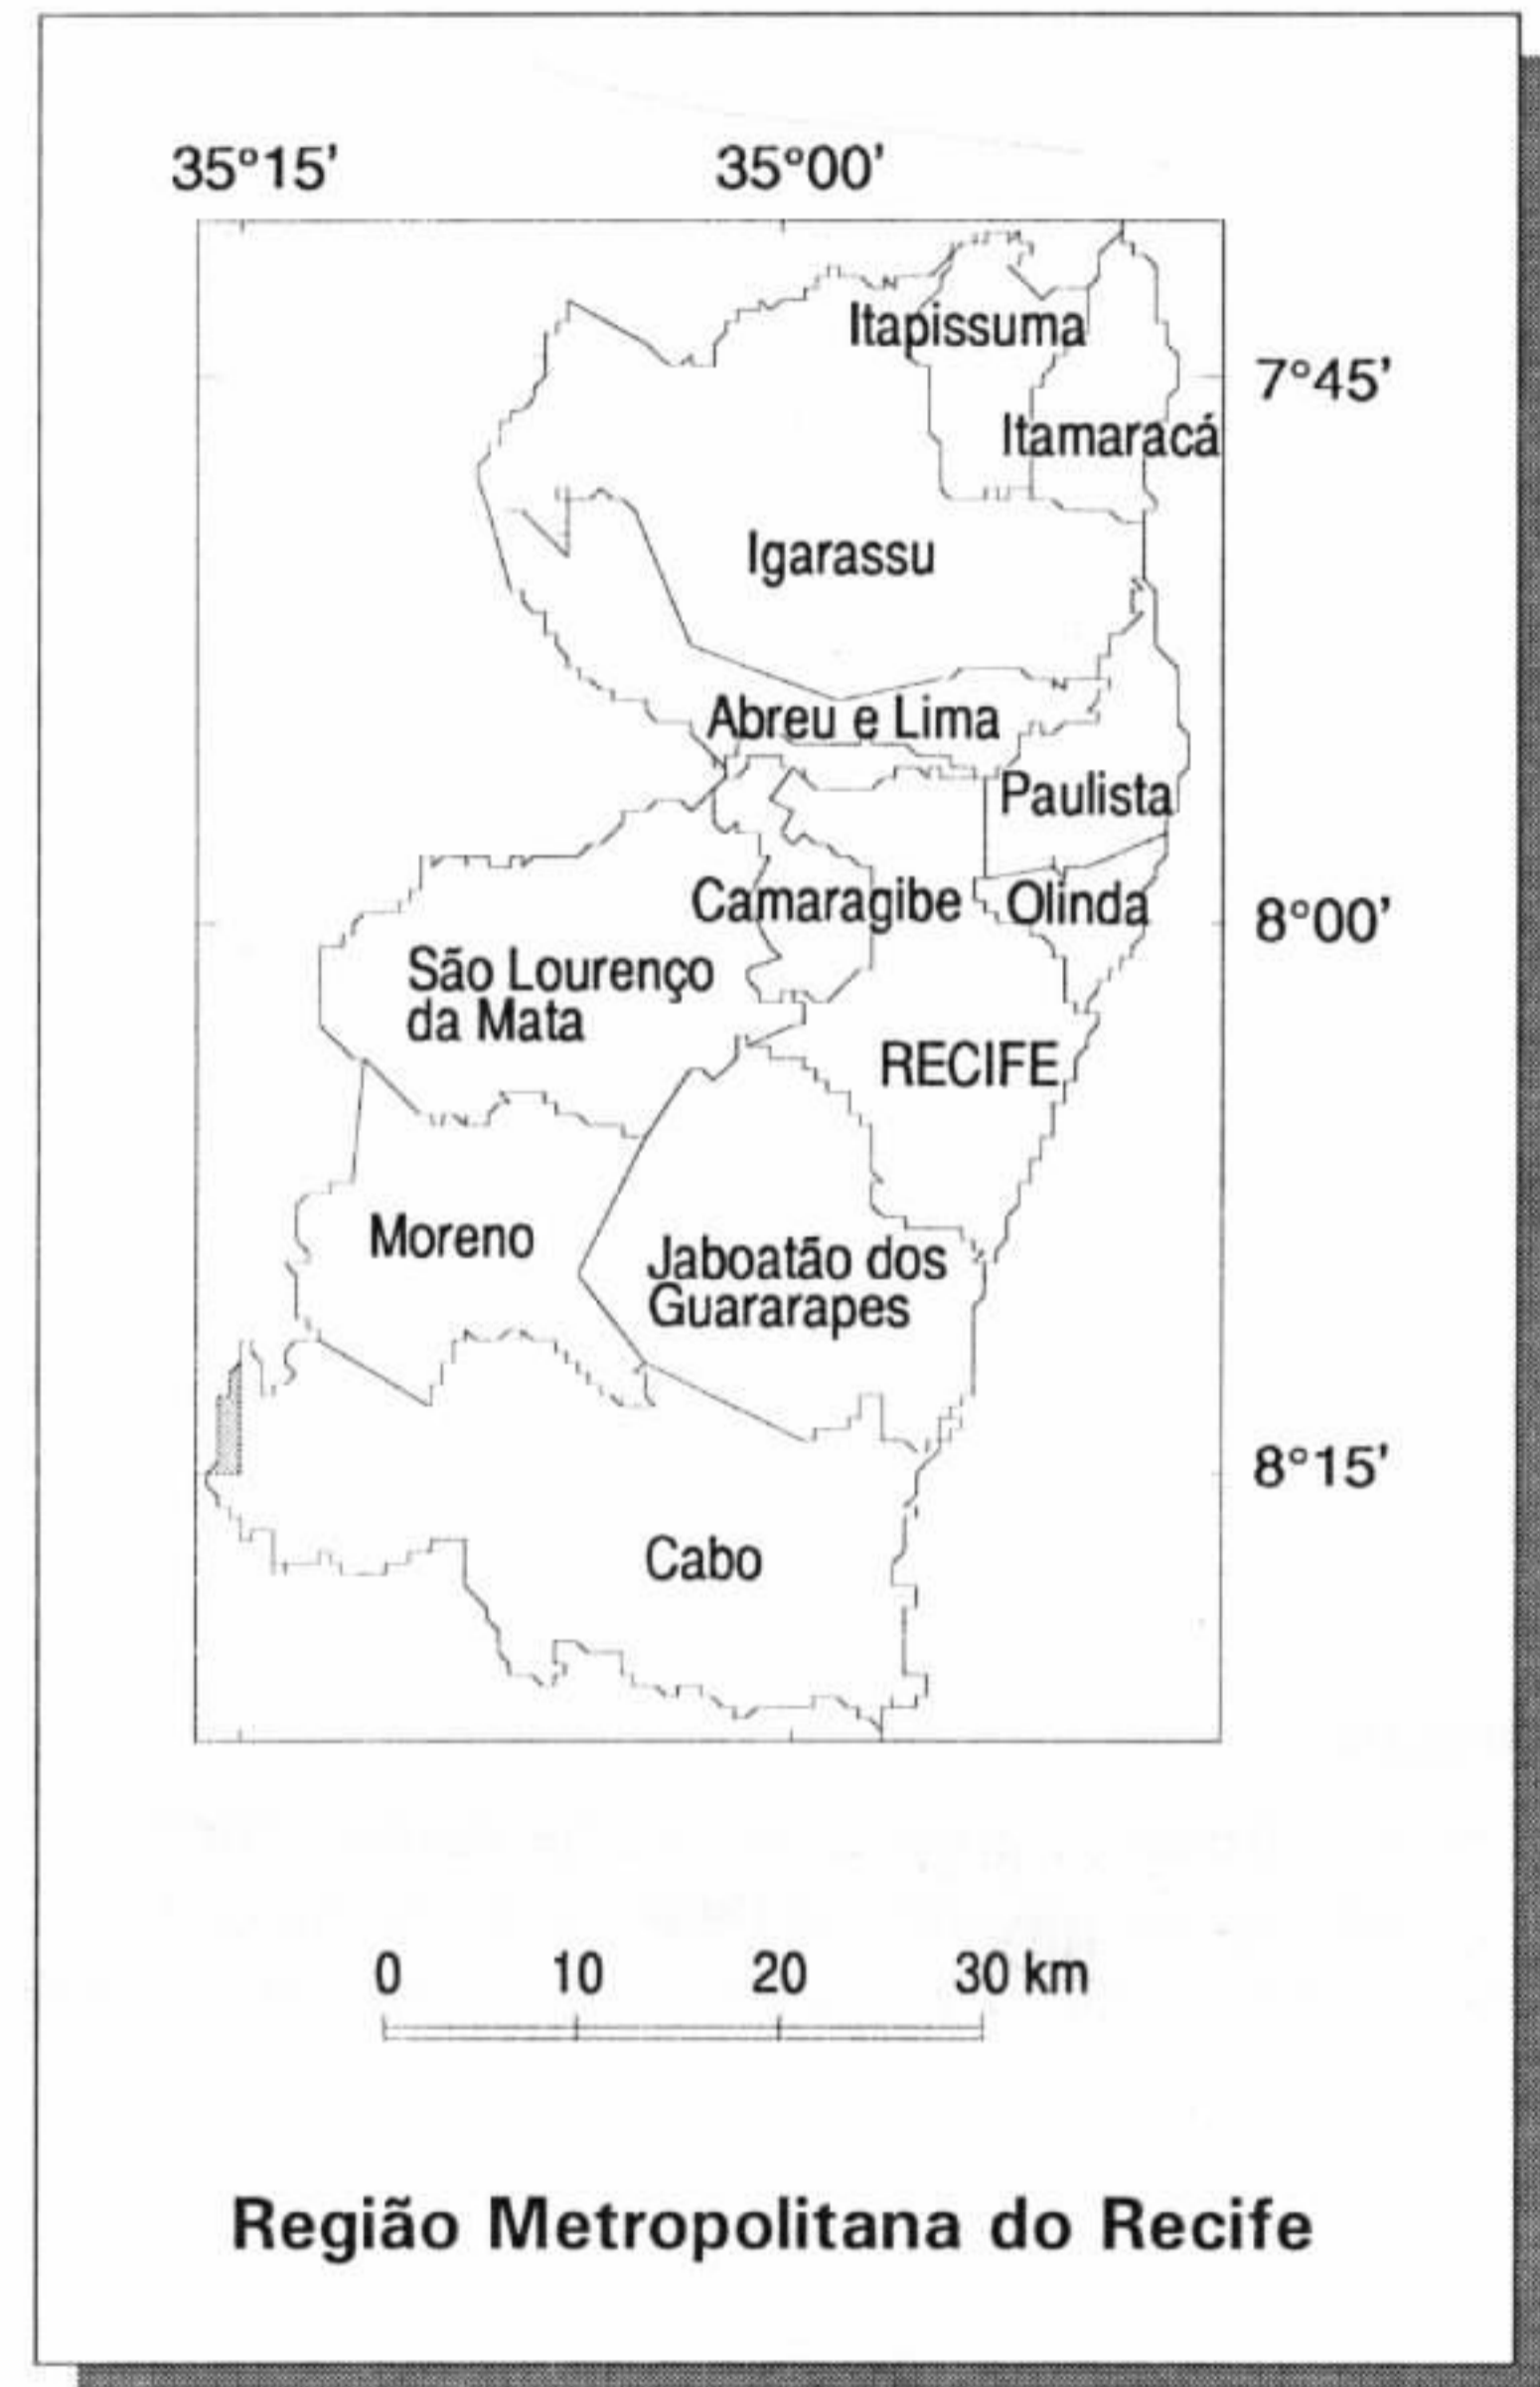 35°15' 35°00'
Itapissuma
7°45'
Itamaracá
Igarassu
Abreu e Lima
Paulista
Camaragibe
Olinda
8°00'
São Lourenço
da Mata
RECIFE
Moreno
Jaboatão dos
Guararapes
8°15'
Cabo
0 10 20 30 km
Região Metropolitana do Recife